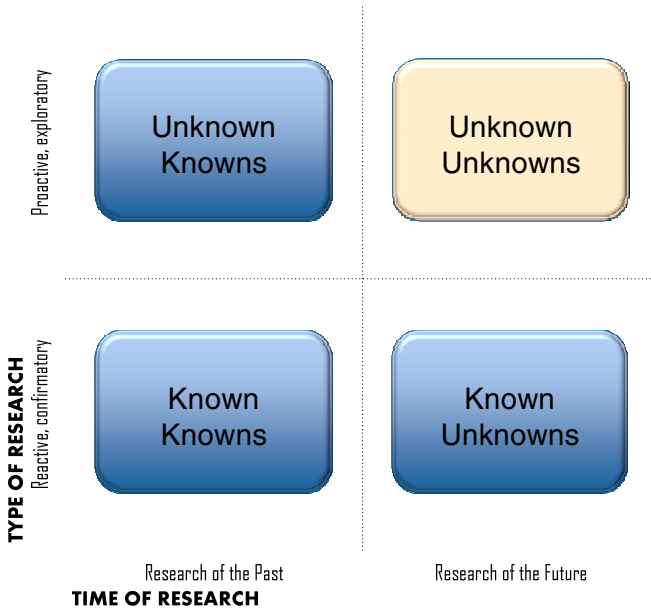 Proactive, exploratory
Unknown
Knowns
Unknown
Unknowns
TYPE OF RESEARCH
Reactive, confirmatory
Known
Knowns
Known
Unknowns
Research of the Past
Research of the Future
TIME OF RESEARCH